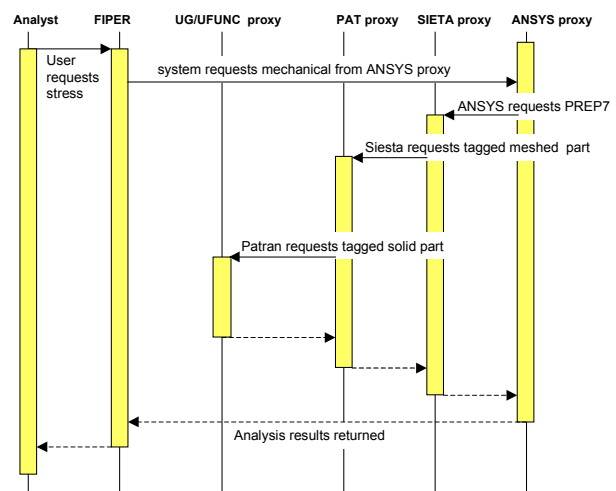 Analyst FIPER UG/UFUNC proxy PAT proxy SIETA proxy ANSYS proxy
User
requests
stress
system requests mechanical from ANSYS proxy
ANSYS requests PREP7
Siesta requests tagged meshed part
Patran requests tagged solid part
Analysis results returned